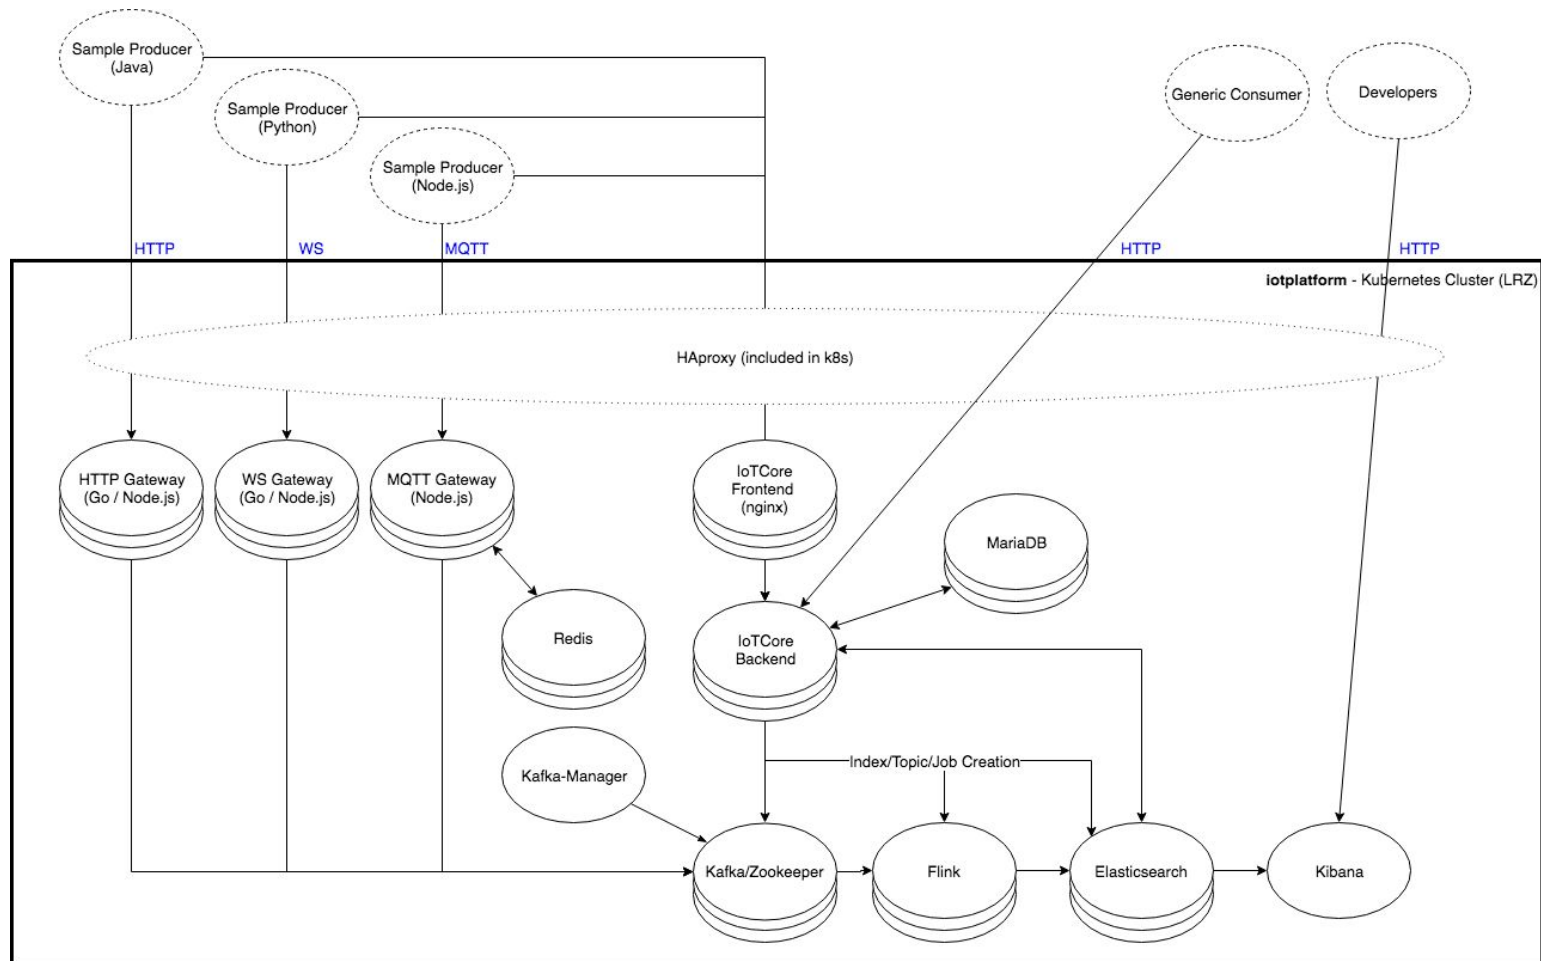 Sample Producer
(Java)
Sample Producer
(Python)
Sample Producer
(Node.js)
Generic Consumer
Developers
HTTP
WS
MQTT
HTTP
HTTP
iotplatform - Kubernetes Cluster (LRZ)
HAproxy (included in k8s)
HTTP Gateway
(Go / Node.js)
WS Gateway
(Go / Node.js)
MQTT Gateway
(Node.js)
IoTCore
Frontend
(nginx)
MariaDB
Redis
IoTCore
Backend
Kafka-Manager
Index/Topic/Job Creation
Kafka/Zookeeper
Flink
Elasticsearch
Kibana